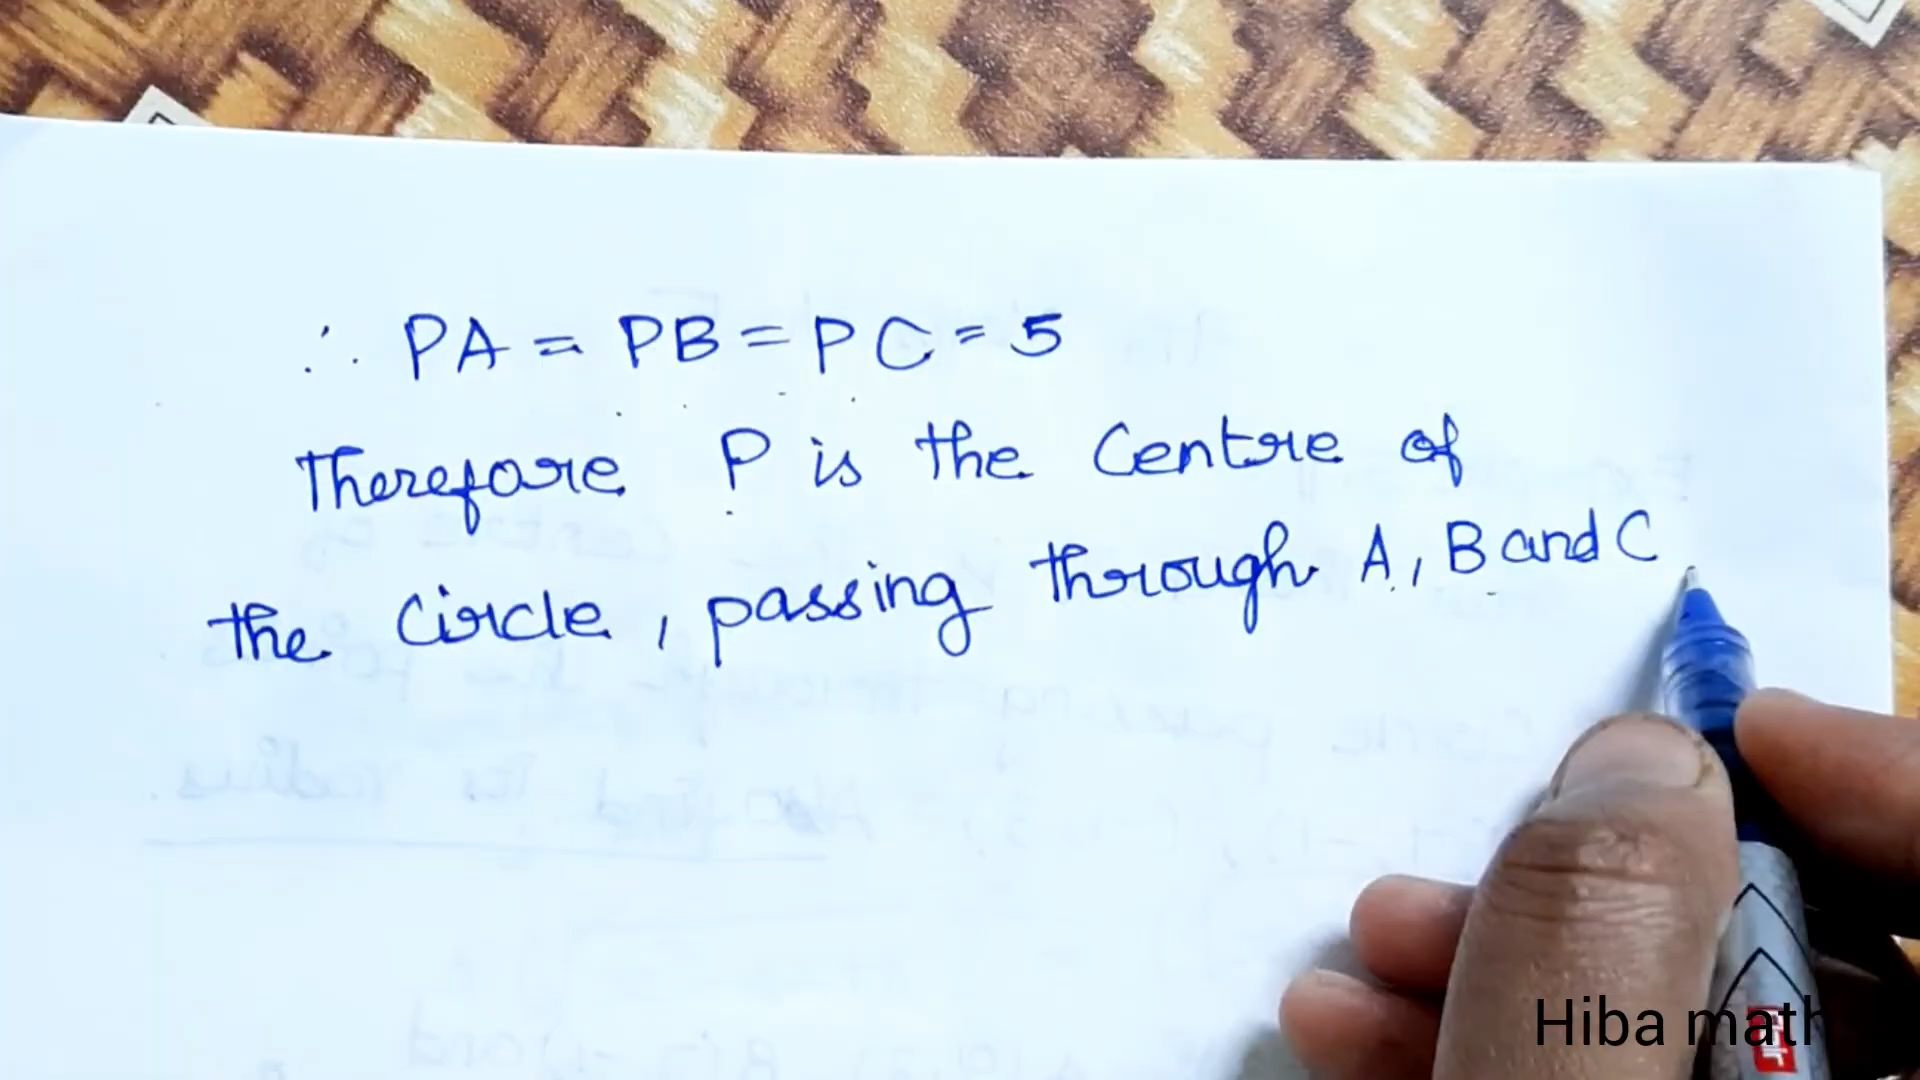 ∴ PA = PB = PC = 5
Therefore P is the Centre of
the Circle, passing through A, B and C
Hiba math